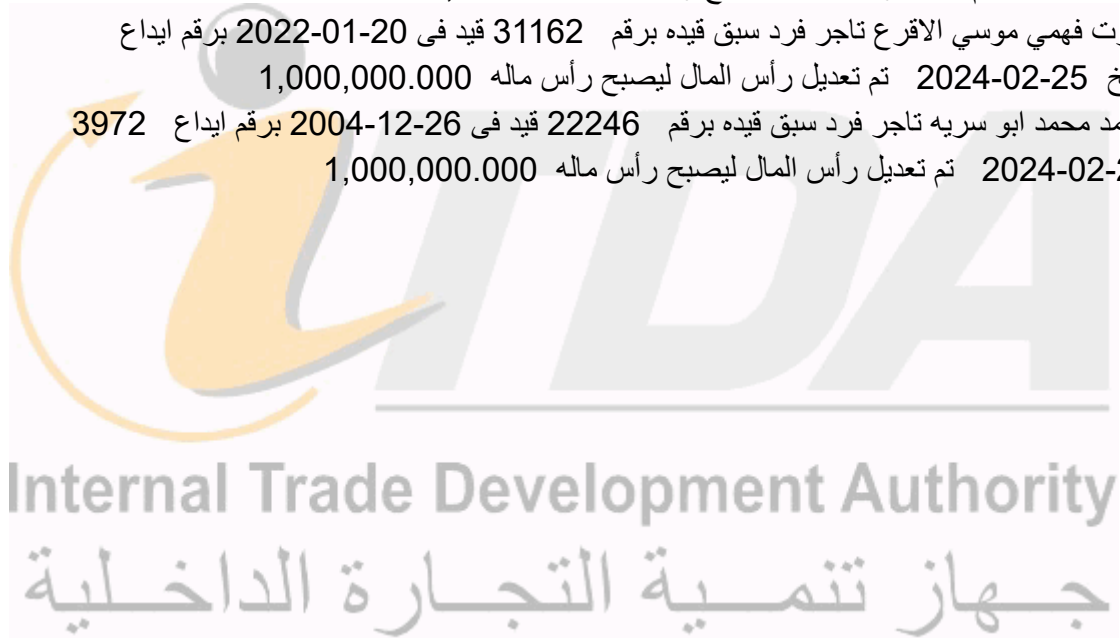 ت فهمي موسي الاقرع تاجر فرد سبق قيده برقم 31162 قيد فى 20-01-2022 برقم ايداع
خ 25-02-2024 تم تعديل رأس المال ليصبح رأس ماله 1,000,000.000
مد محمد ابو سريه تاجر فرد سبق قيده برقم 22246 قيد فى 26-12-2004 برقم ايداع 3972
2024-02-2 تم تعديل رأس المال ليصبح رأس ماله 1,000,000.000
iTDA
Internal Trade Development Authority
جهاز تنمية التجارة الداخلية